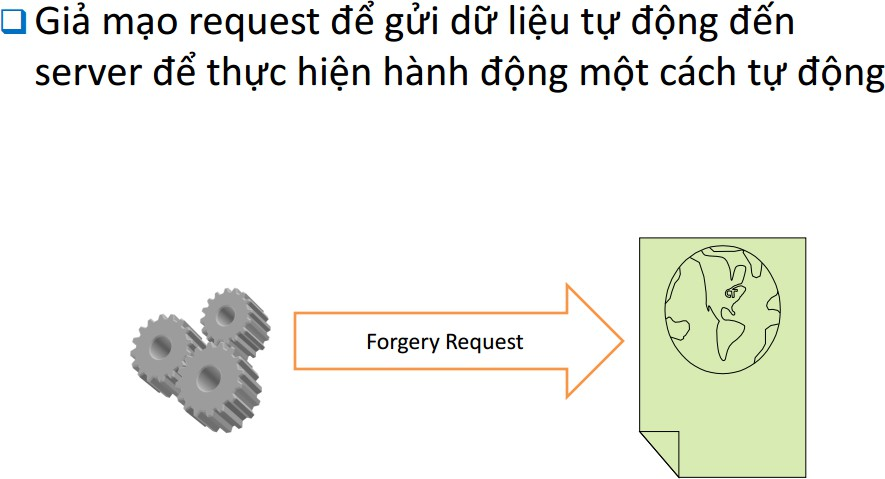 Giả mạo request để gửi dữ liệu tự động đến
server để thực hiện hành động một cách tự động
Forgery Request